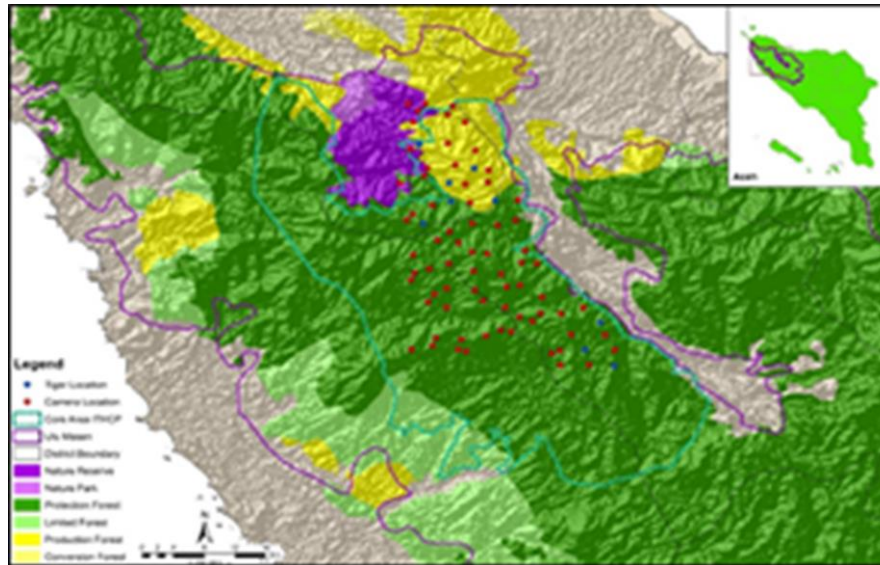 Aceh
Legend
Tiger Location
Camera Location
Core Area ITHCP
Ulu Masen
District Boundary
Nature Reserve
Nature Park
Protection Forest
Limited Forest
Production Forest
Conversion Forest
N